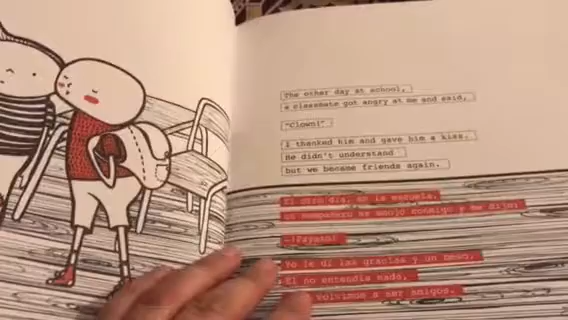 The other day at school,
a classmate got angry at me and said,
"Clown!"
I thanked him and gave him a kiss.
He didn't understand
but we became friends again.
El otro día, en la escuela,
un compañero se enojó conmigo y me dijo:
—¡Payaso!
Yo le di las gracias y un beso.
Él no entendía nada,
volvimos a ser amigos.